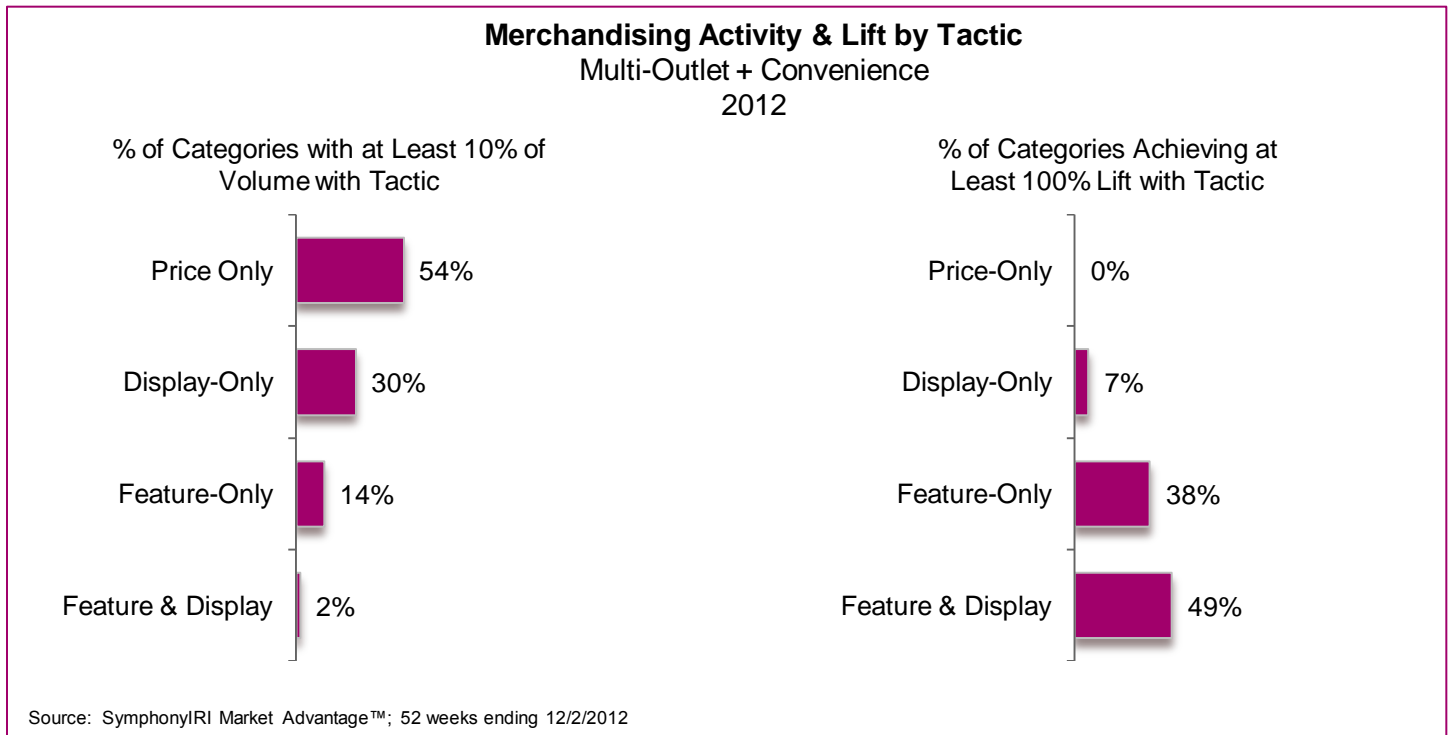 Merchandising Activity & Lift by Tactic
Multi-Outlet + Convenience
2012
% of Categories with at Least 10% of
Volume with Tactic
Price Only 54%
Display-Only 30%
Feature-Only 14%
Feature & Display 2%
% of Categories Achieving at
Least 100% Lift with Tactic
Price-Only 0%
Display-Only 7%
Feature-Only 38%
Feature & Display 49%
Source: SymphonyIRI Market Advantage™; 52 weeks ending 12/2/2012